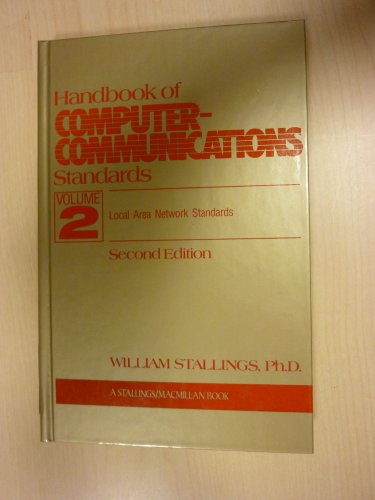 Handbook of
COMPUTER-
COMMUNICATIONS
Standards
VOLUME
2
Local Area Network Standards
Second Edition
WILLIAM STALLINGS, Ph.D.
A STALLINGS/MACMILLAN BOOK